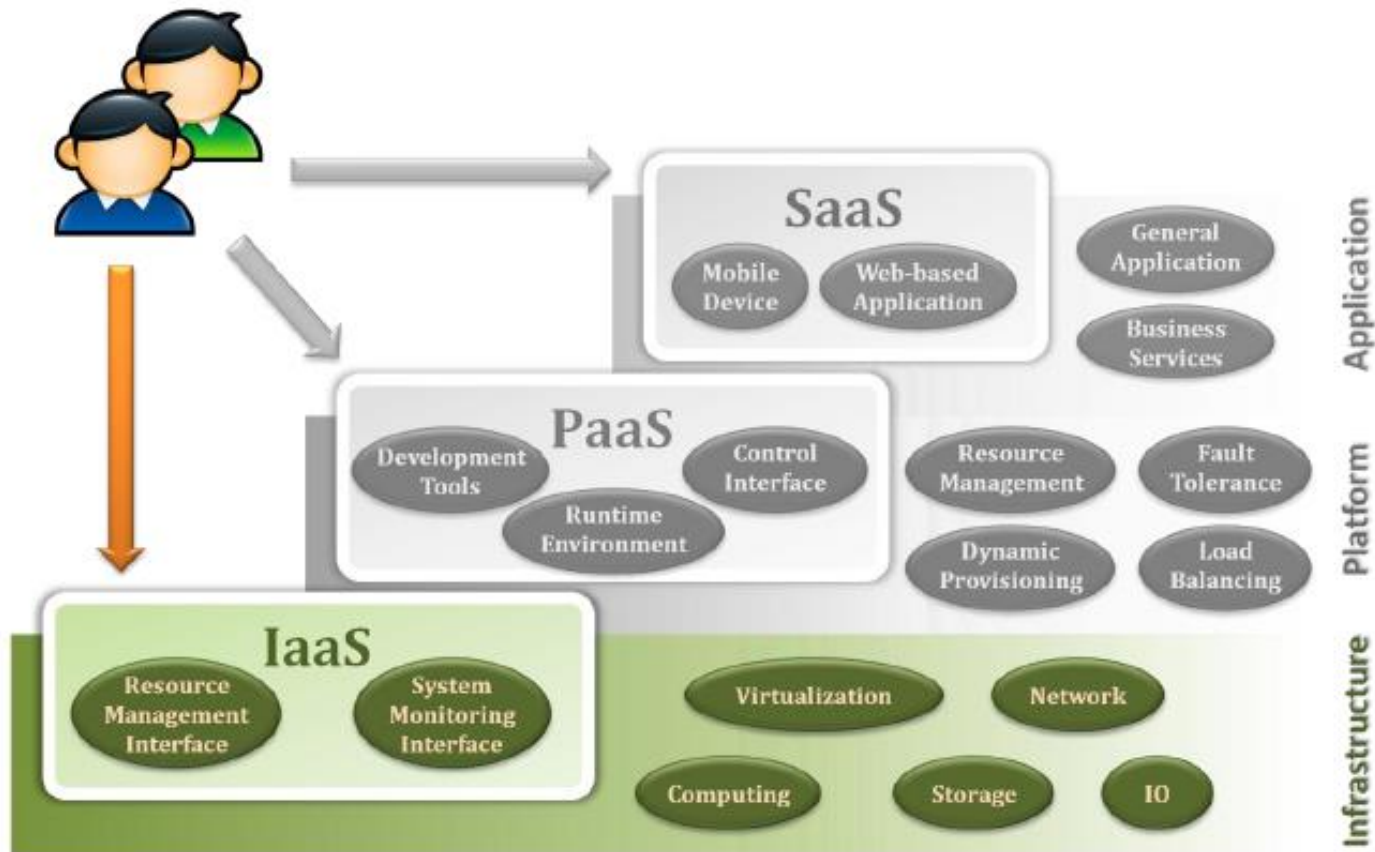 SaaS
Mobile
Device
Web-based
Application
General
Application
Business
Services
Application
PaaS
Development
Tools
Control
Interface
Runtime
Environment
Resource
Management
Fault
Tolerance
Dynamic
Provisioning
Load
Balancing
Platform
IaaS
Resource
Management
Interface
System
Monitoring
Interface
Virtualization
Network
Computing
Storage
IO
Infrastructure